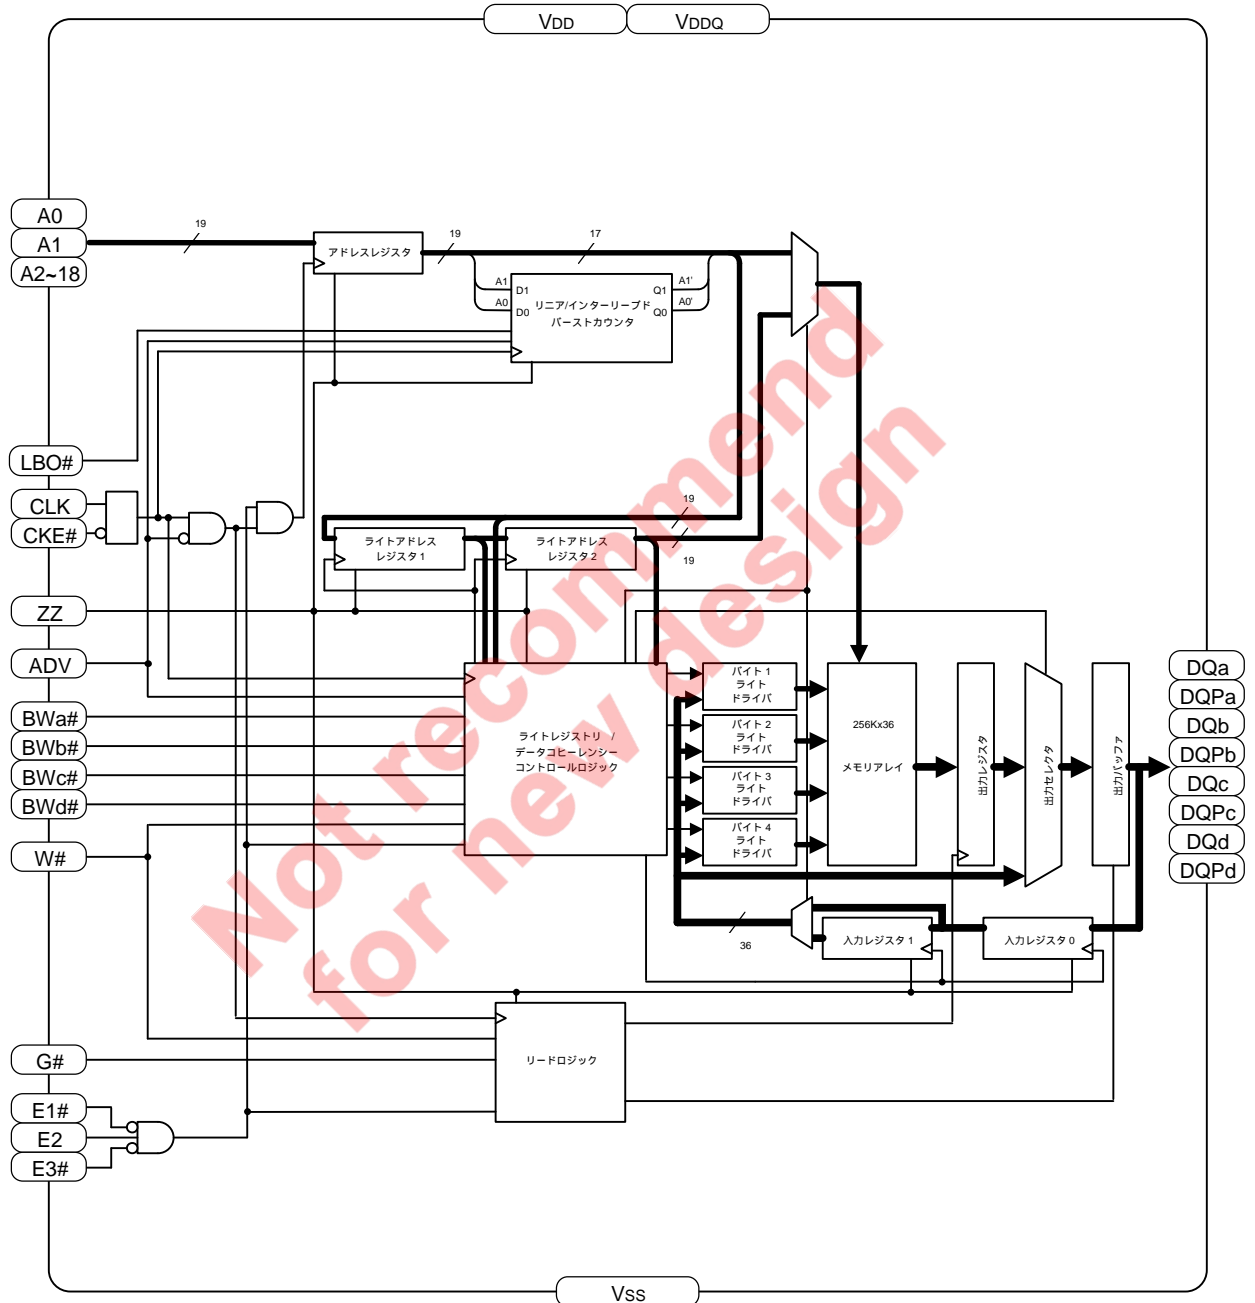 VDD
VDDQ
A0
A1
A2~18
19
アドレスレジスタ
19
17
A1
A0
D1
D0
リニア/インターリーブド
バーストカウンタ
Q1
Q0
A1'
A0'
LBO#
CLK
CKE#
19
19
ライトアドレス
レジスタ1
ライトアドレス
レジスタ2
ZZ
ADV
BWa#
BWb#
BWc#
BWd#
W#
ライトレジストリ /
データコヒーレンシー
コントロールロジック
バイト 1
ライト
ドライバ
バイト 2
ライト
ドライバ
バイト 3
ライト
ドライバ
バイト 4
ライト
ドライバ
256Kx36
メモリアレイ
出力レジスタ
出力セレクタ
出力バッファ
DQa
DQPa
DQb
DQPb
DQc
DQPc
DQd
DQPd
36
入力レジスタ 1
入力レジスタ 0
リードロジック
G#
E1#
E2
E3#
VSS
Not recommend
for new design